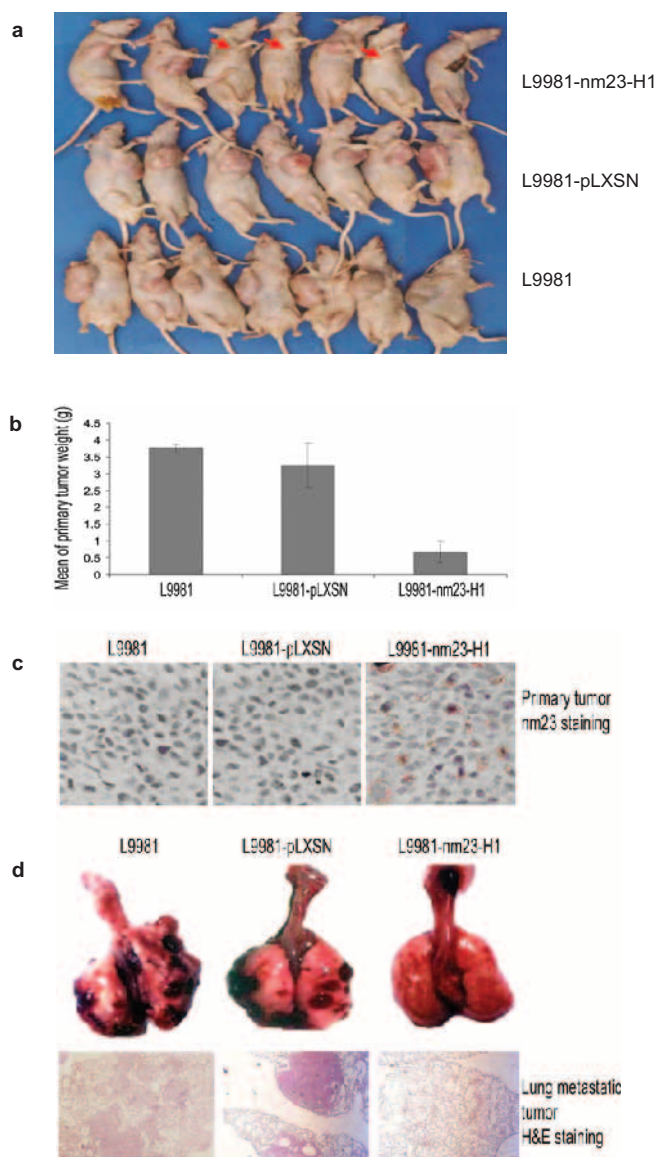 a
L9981-nm23-H1
L9981-pLXSN
L9981
b
Mean of primary tumor weight (g)
4.5
4
3.5
3
2.5
2
1.5
1
0.5
0
L9981
L9981-pLXSN
L9981-nm23-H1
c
L9981
L9981-pLXSN
L9981-nm23-H1
Primary tumor
nm23 staining
d
L9981
L9981-pLXSN
L9981-nm23-H1
Lung metastatic
tumor
H&E staining